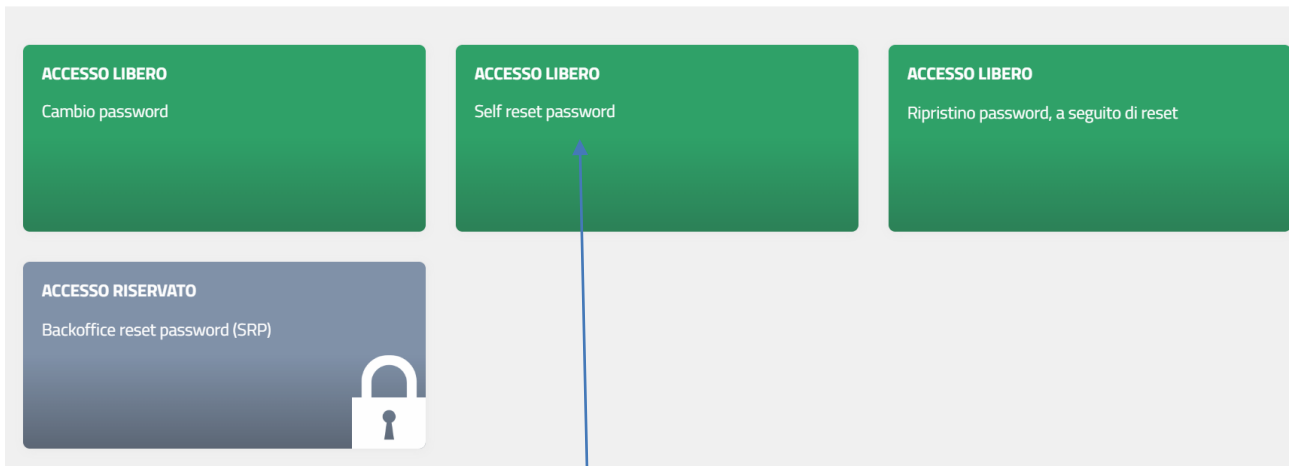 ACCESSO LIBERO
Cambio password
ACCESSO LIBERO
Self reset password
ACCESSO LIBERO
Ripristino password, a seguito di reset
ACCESSO RISERVATO
Backoffice reset password (SRP)